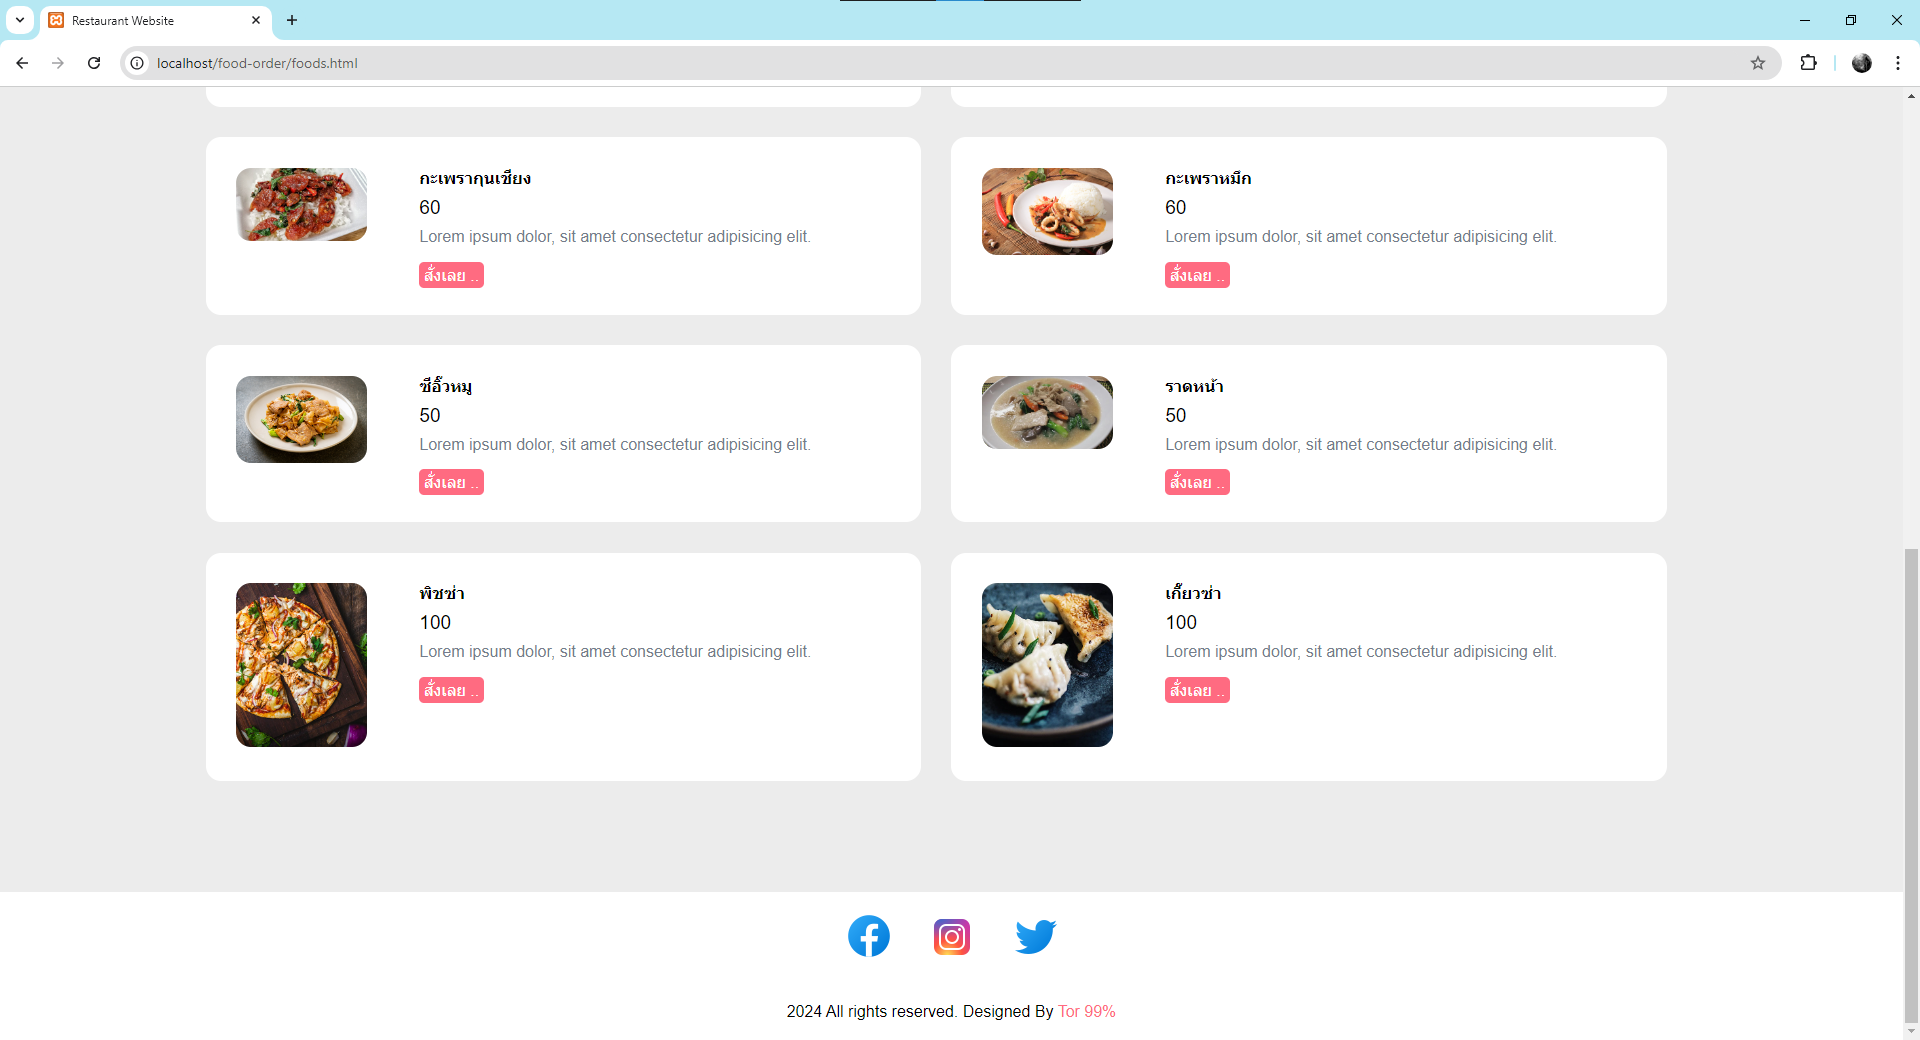 Restaurant Website
localhost/food-order/foods.html
กะเพรากุนเชียง
60
Lorem ipsum dolor, sit amet consectetur adipisicing elit.
สั่งเลย ..
กะเพราหมึก
60
Lorem ipsum dolor, sit amet consectetur adipisicing elit.
สั่งเลย ..
ซีอิ๊วหมู
50
Lorem ipsum dolor, sit amet consectetur adipisicing elit.
สั่งเลย ..
ราดหน้า
50
Lorem ipsum dolor, sit amet consectetur adipisicing elit.
สั่งเลย ..
พิซซ่า
100
Lorem ipsum dolor, sit amet consectetur adipisicing elit.
สั่งเลย ..
เกี๊ยวซ่า
100
Lorem ipsum dolor, sit amet consectetur adipisicing elit.
สั่งเลย ..
2024 All rights reserved. Designed By Tor 99%